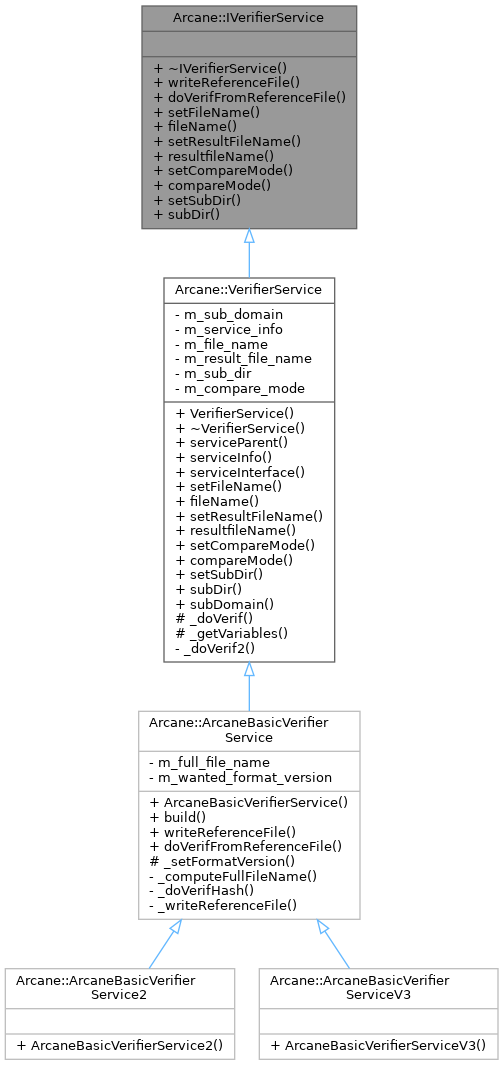 Arcane::IVerifierService
+ ~IVerifierService()
+ writeReferenceFile()
+ doVerifFromReferenceFile()
+ setFileName()
+ fileName()
+ setResultFileName()
+ resultfileName()
+ setCompareMode()
+ compareMode()
+ setSubDir()
+ subDir()
Arcane::VerifierService
- m_sub_domain
- m_service_info
- m_file_name
- m_result_file_name
- m_sub_dir
- m_compare_mode
+ VerifierService()
+ ~VerifierService()
+ serviceParent()
+ serviceInfo()
+ serviceInterface()
+ setFileName()
+ fileName()
+ setResultFileName()
+ resultfileName()
+ setCompareMode()
+ compareMode()
+ setSubDir()
+ subDir()
+ subDomain()
# _doVerif()
# _getVariables()
- _doVerif2()
Arcane::ArcaneBasicVerifier
Service
- m_full_file_name
- m_wanted_format_version
+ ArcaneBasicVerifierService()
+ build()
+ writeReferenceFile()
+ doVerifFromReferenceFile()
# _setFormatVersion()
- _computeFullFileName()
- _doVerifHash()
- _writeReferenceFile()
Arcane::ArcaneBasicVerifier
Service2
+ ArcaneBasicVerifierService2()
Arcane::ArcaneBasicVerifier
ServiceV3
+ ArcaneBasicVerifierServiceV3()